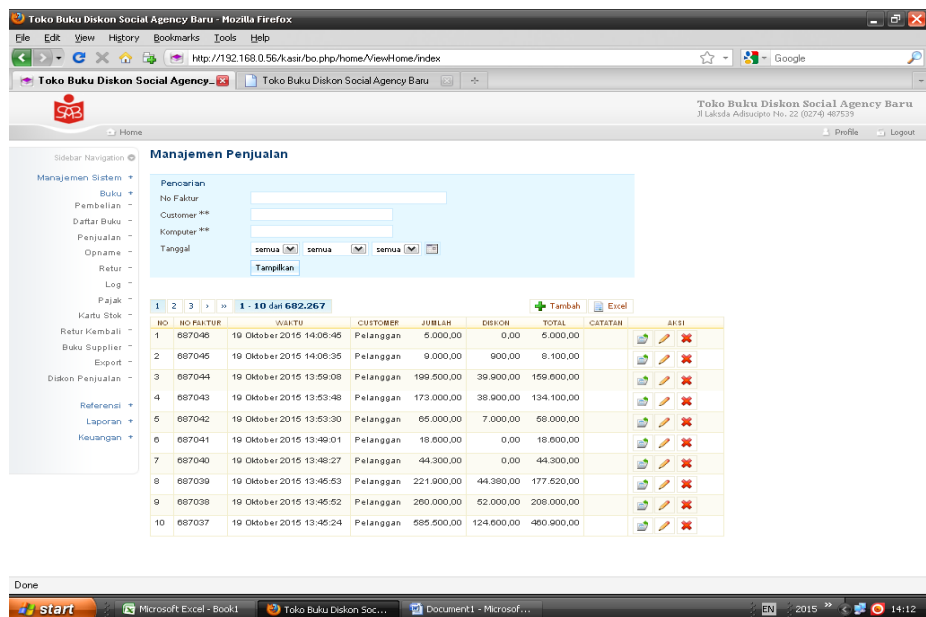 Toko Buku Diskon Social Agency Baru - Mozilla Firefox
File Edit View History Bookmarks Tools Help
http://192.168.0.56/kasir/bo.php/home/ViewHome/index
Google
Toko Buku Diskon Social Agency_ Toko Buku Diskon Social Agency Baru
SAB
Toko Buku Diskon Social Agency Baru
Jl Laksda Adisucipto No. 22 (0274) 487539
Home Profile Logout
Sidebar Navigation
Manajemen Sistem +
Buku +
Pembelian -
Daftar Buku -
Penjualan -
Opname -
Retur -
Log -
Pajak -
Kartu Stok -
Retur Kembali -
Buku Supplier -
Export -
Diskon Penjualan -
Referensi +
Laporan +
Keuangan +
Manajemen Penjualan
Pencarian
No Faktur
Customer **
Komputer **
Tanggal semua semua semua
Tampilkan
1 2 3 › » 1 - 10 dari 682.267 Tambah Excel
NO NO FAKTUR WAKTU CUSTOMER JUMLAH DISKON TOTAL CATATAN AKSI
1 687046 19 Oktober 2015 14:06:45 Pelanggan 5.000,00 0,00 5.000,00
2 687045 19 Oktober 2015 14:06:35 Pelanggan 9.000,00 900,00 8.100,00
3 687044 19 Oktober 2015 13:59:08 Pelanggan 199.500,00 39.900,00 159.600,00
4 687043 19 Oktober 2015 13:53:48 Pelanggan 173.000,00 38.900,00 134.100,00
5 687042 19 Oktober 2015 13:53:30 Pelanggan 65.000,00 7.000,00 58.000,00
6 687041 19 Oktober 2015 13:49:01 Pelanggan 18.600,00 0,00 18.600,00
7 687040 19 Oktober 2015 13:48:27 Pelanggan 44.300,00 0,00 44.300,00
8 687039 19 Oktober 2015 13:45:53 Pelanggan 221.900,00 44.380,00 177.520,00
9 687038 19 Oktober 2015 13:45:52 Pelanggan 260.000,00 52.000,00 208.000,00
10 687037 19 Oktober 2015 13:45:24 Pelanggan 585.500,00 124.600,00 460.900,00
Done
start Microsoft Excel - Book1 Toko Buku Diskon Soc... Document1 - Microsof... EN 2015 » 14:12